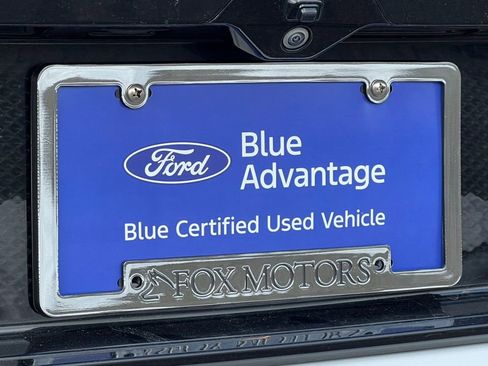 Ford
Blue
Advantage
Blue Certified Used Vehicle
FOX MOTORS